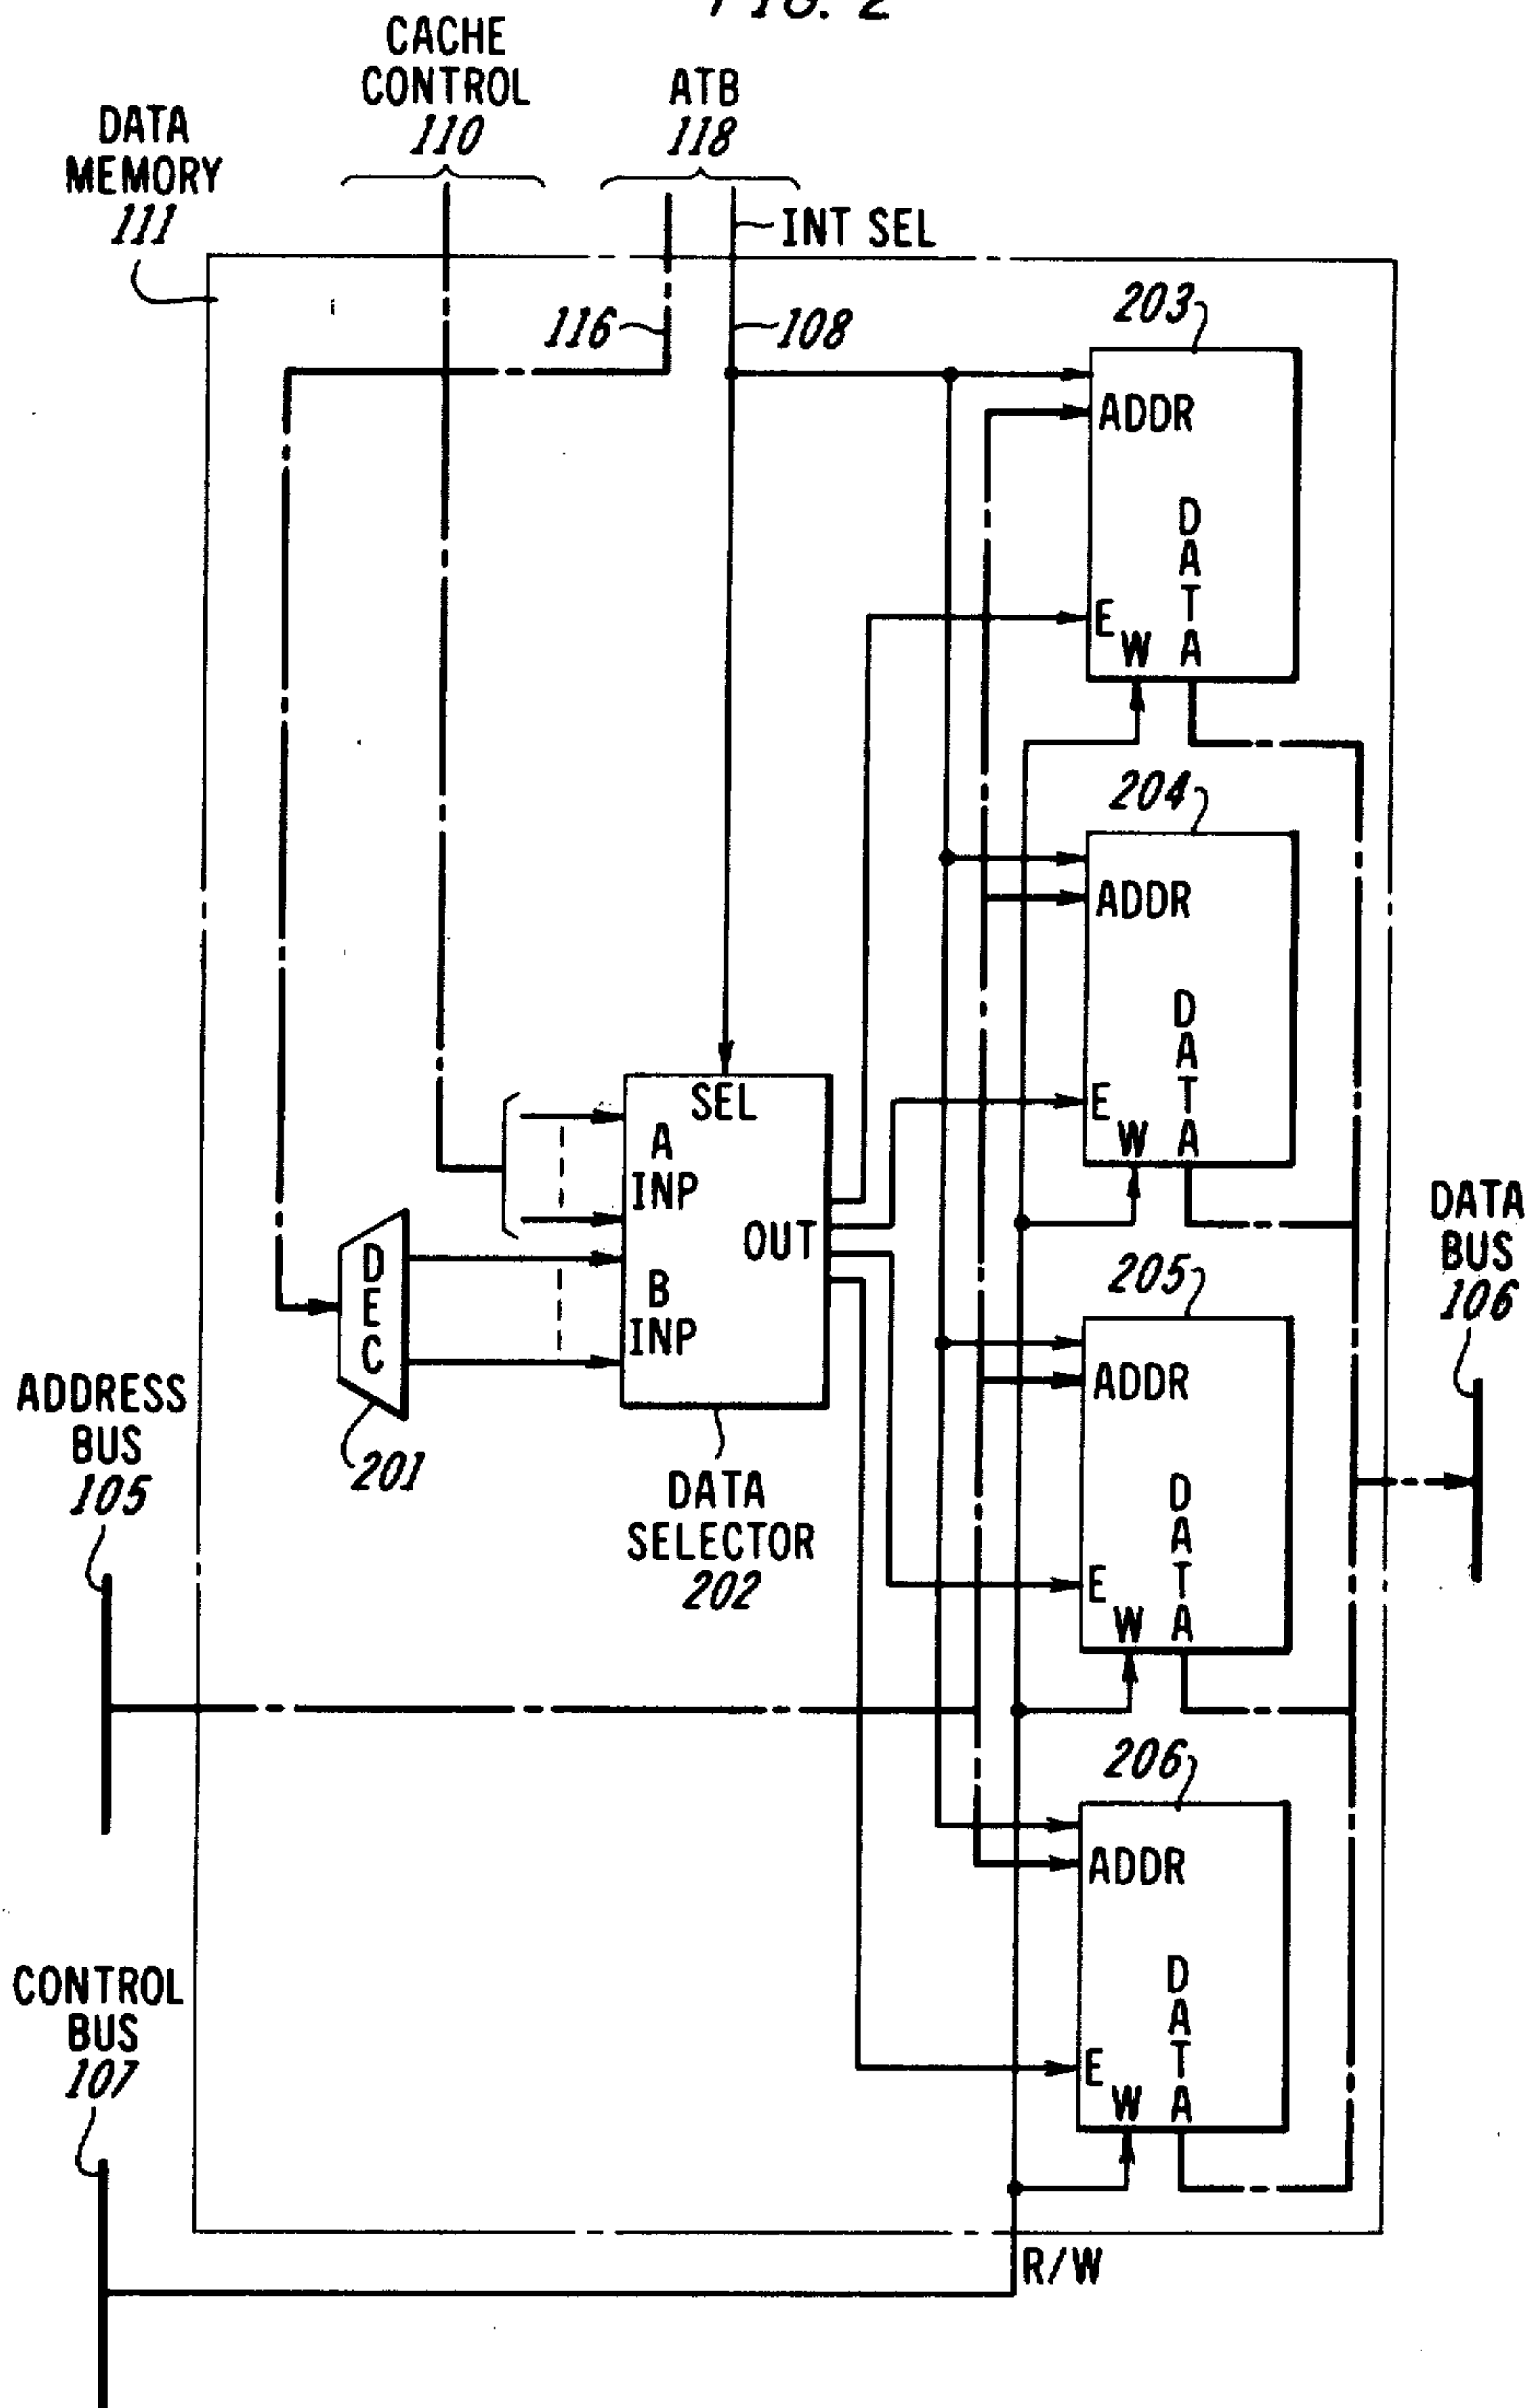 FIG. 2
CACHE
CONTROL
110
ATB
118
DATA
MEMORY
111
INT SEL
116
108
203
ADDR
DATA
E
W
204
ADDR
DATA
E
W
SEL
A
INP
OUT
B
INP
DEC
201
DATA
SELECTOR
202
205
ADDR
DATA
E
W
DATA
BUS
106
ADDRESS
BUS
105
206
ADDR
DATA
E
W
CONTROL
BUS
107
R/W